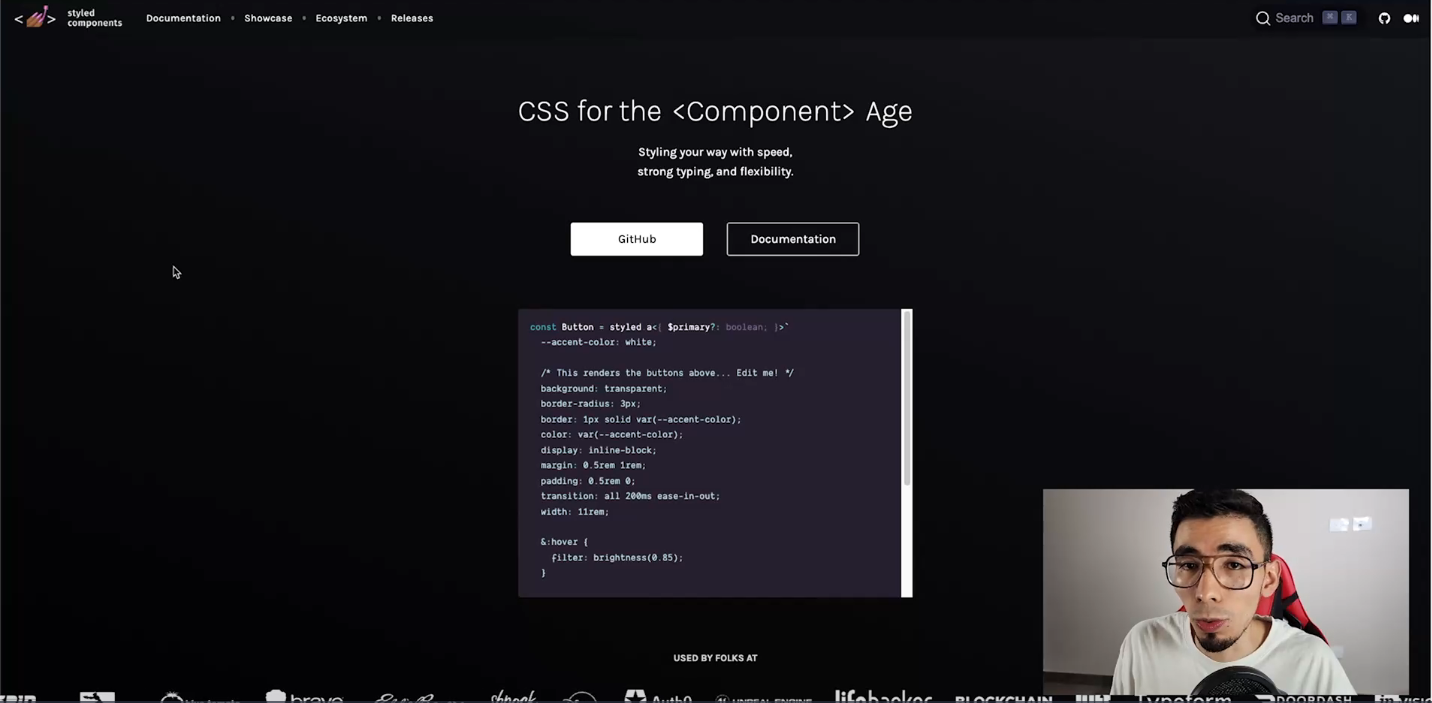 styled
components
Documentation
Showcase
Ecosystem
Releases
Search
⌘ K
CSS for the <Component> Age
Styling your way with speed,
strong typing, and flexibility.
GitHub
Documentation
const Button = styled a<{ $primary?: boolean; }>`
--accent-color: white;
/* This renders the buttons above... Edit me! */
background: transparent;
border-radius: 3px;
border: 1px solid var(--accent-color);
color: var(--accent-color);
display: inline-block;
margin: 0.5rem 1rem;
padding: 0.5rem 0;
transition: all 200ms ease-in-out;
width: 11rem;
&:hover {
filter: brightness(0.85);
}
USED BY FOLKS AT
brave
Auth0
UNREAL ENGINE
lifehacker
BLOCKCHAIN
Typeform
DOORDASH